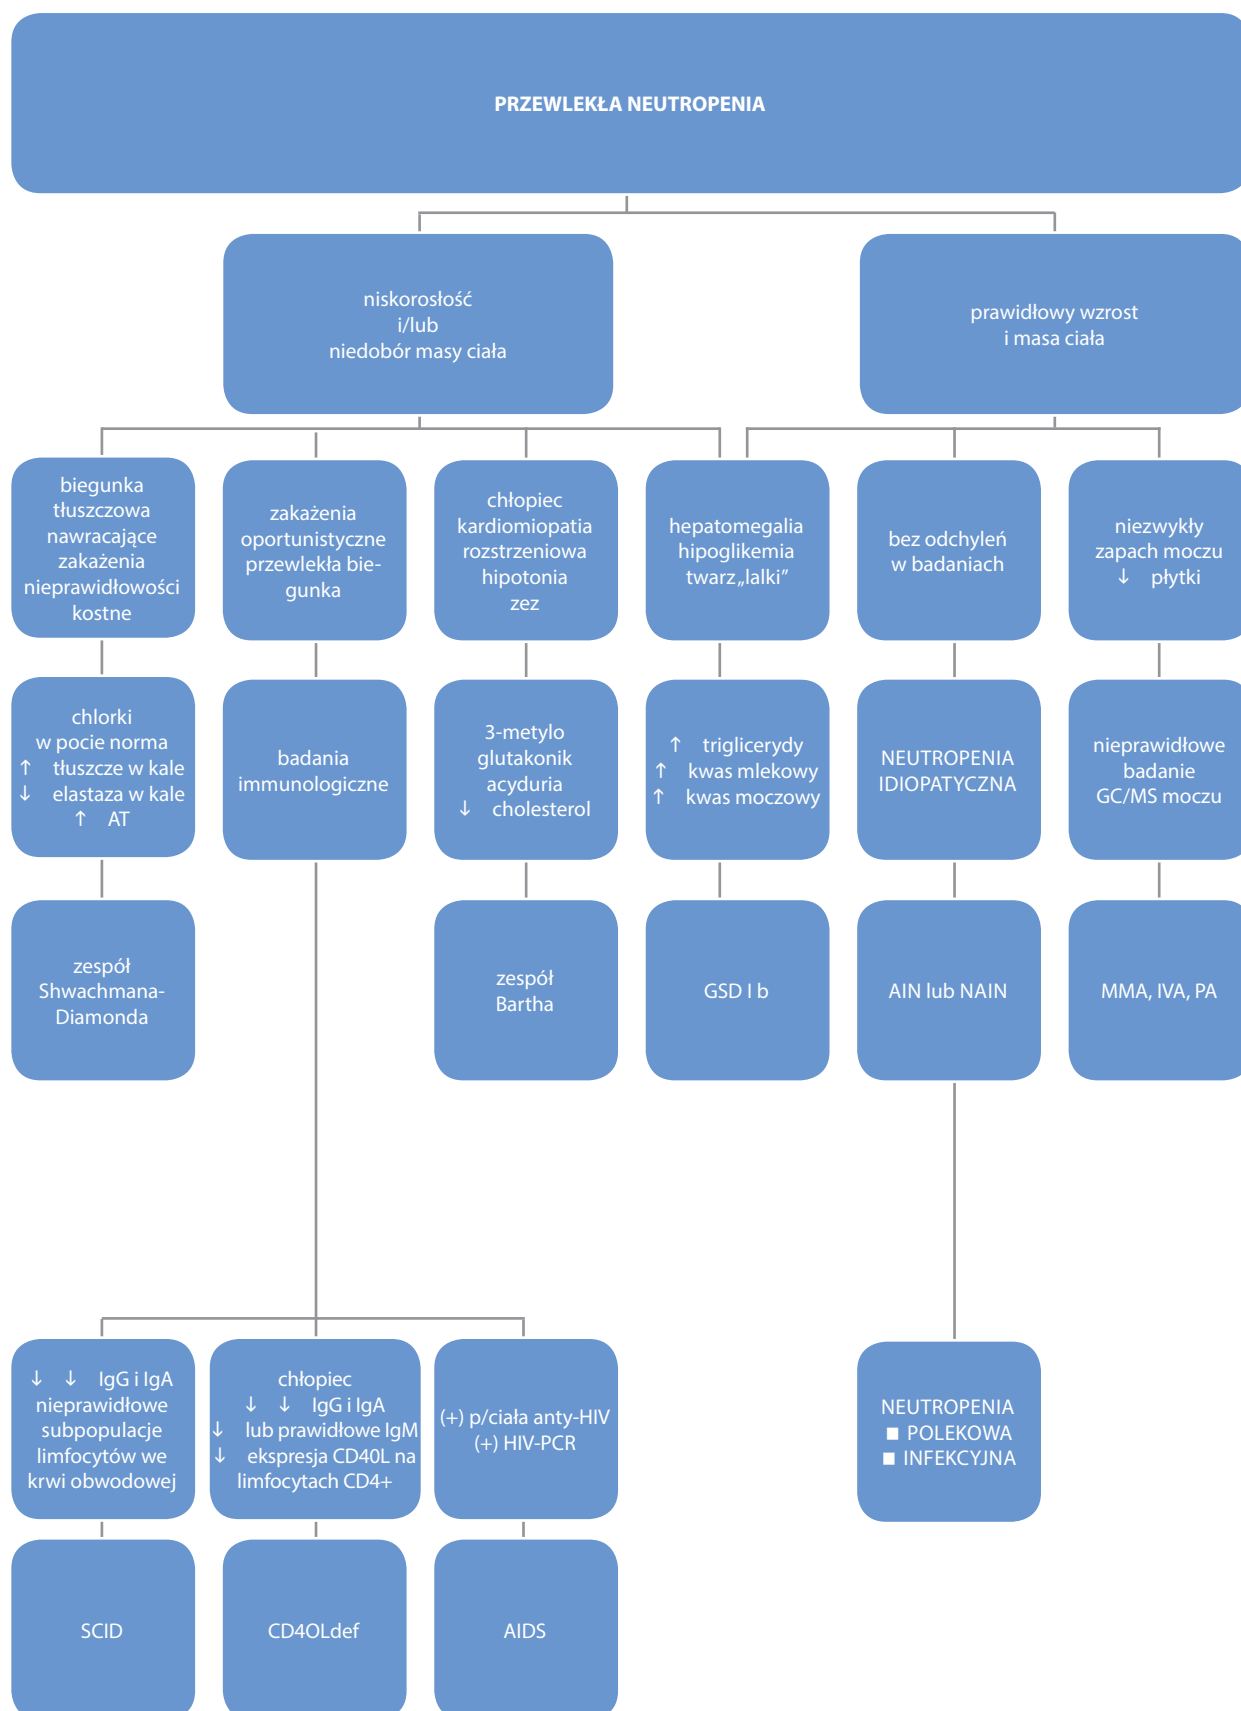 PRZEWLEKŁA NEUTROPENIA
niskorosłość
i/lub
niedobór masy ciała
prawidłowy wzrost
i masa ciała
biegunka
tłuszczowa
nawracające
zakażenia
nieprawidłowości
kostne
zakażenia
oportunistyczne
przewlekła bie-
gunka
chłopiec
kardiomiopatia
rozstrzeniowa
hipotonia
zez
hepatomegalia
hipoglikemia
twarz „lalki”
bez odchyleń
w badaniach
niezwykły
zapach moczu
↓ płytki
chlorki
w pocie norma
↑ tłuszcze w kale
↓ elastaza w kale
↑ AT
badania
immunologiczne
3-metylo
glutakonik
acyduria
↓ cholesterol
↑ triglicerydy
↑ kwas mlekowy
↑ kwas moczowy
NEUTROPENIA
IDIOPATYCZNA
nieprawidłowe
badanie
GC/MS moczu
zespół
Shwachmana-
Diamonda
zespół
Bartha
GSD I b
AIN lub NAIN
MMA, IVA, PA
↓ ↓ IgG i IgA
nieprawidłowe
subpopulacje
limfocytów we
krwi obwodowej
chłopiec
↓ ↓ IgG i IgA
↓ lub prawidłowe IgM
↓ ekspresja CD40L na
limfocytach CD4+
(+) p/ciała anty-HIV
(+) HIV-PCR
NEUTROPENIA
■ POLEKOWA
■ INFEKCYJNA
SCID
CD4OLdef
AIDS